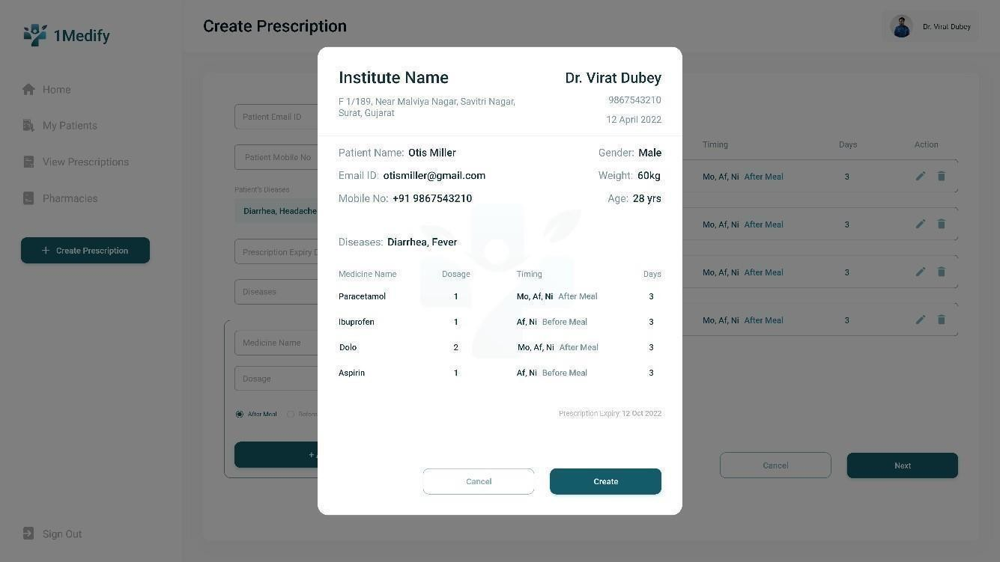 1Medify
Create Prescription
Dr. Virat Dubey
Home
My Patients
View Prescriptions
Pharmacies
+ Create Prescription
Sign Out
Patient Email ID
Patient Mobile No
Patient's Dieases
Diarrhea, Headache
Prescription Expiry D
Diseases
Medicine Name
Dosage
After Meal Before
+
Institute Name
Dr. Virat Dubey
F 1/189, Near Malviya Nagar, Savitri Nagar,
Surat, Gujarat
9867543210
12 April 2022
Patient Name: Otis Miller
Gender: Male
Email ID: otismiller@gmail.com
Weight: 60kg
Mobile No: +91 9867543210
Age: 28 yrs
Diseases: Diarrhea, Fever
Medicine Name Dosage Timing Days
Paracetamol 1 Mo, Af, Ni After Meal 3
Ibuprofen 1 Af, Ni Before Meal 3
Dolo 2 Mo, Af, Ni After Meal 3
Aspirin 1 Af, Ni Before Meal 3
Prescription Expiry: 12 Oct 2022
Cancel Create
Timing Days Action
Mo, Af, Ni After Meal 3
Mo, Af, Ni After Meal 3
Mo, Af, Ni After Meal 3
Mo, Af, Ni After Meal 3
Cancel Next